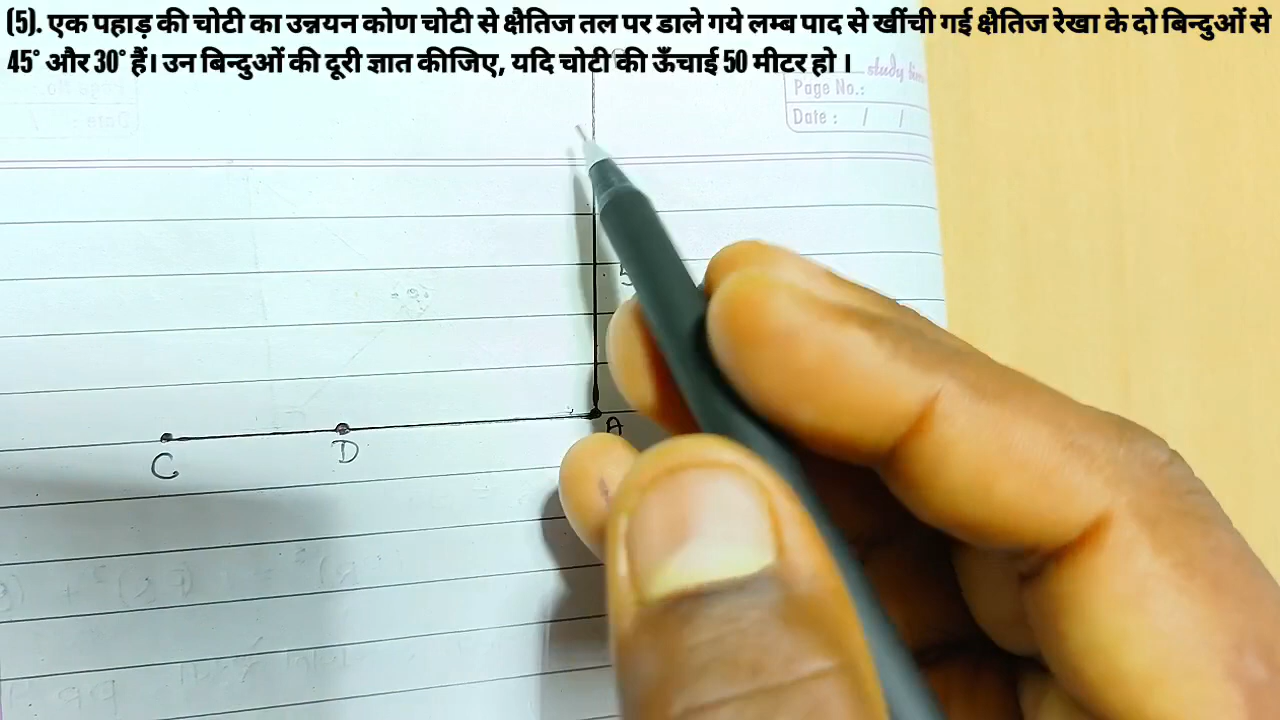 (5). एक पहाड़ की चोटी का उन्नयन कोण चोटी से क्षैतिज तल पर डाले गये लम्ब पाद से खींची गई क्षैतिज रेखा के दो बिन्दुओं से
45° और 30° हैं। उन बिन्दुओं की दूरी ज्ञात कीजिए, यदि चोटी की ऊँचाई 50 मीटर हो ।
study
Page No.:
Date : / /
A
C D